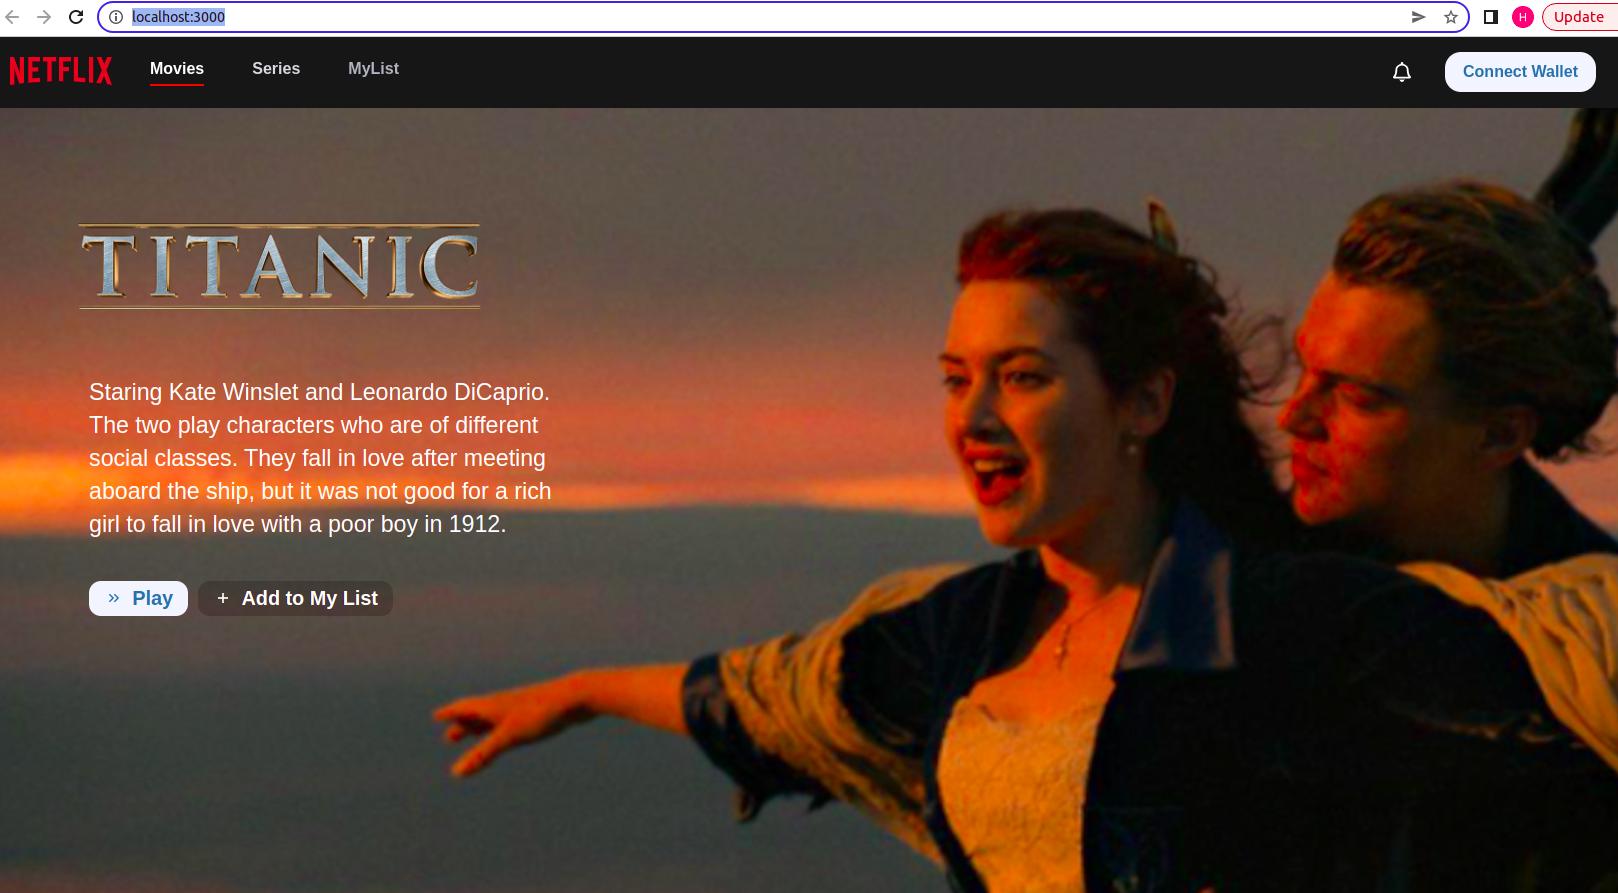 localhost:3000
Update
H
NETFLIX
Movies
Series
MyList
Connect Wallet
TITANIC
Staring Kate Winslet and Leonardo DiCaprio.
The two play characters who are of different
social classes. They fall in love after meeting
aboard the ship, but it was not good for a rich
girl to fall in love with a poor boy in 1912.
Play
Add to My List